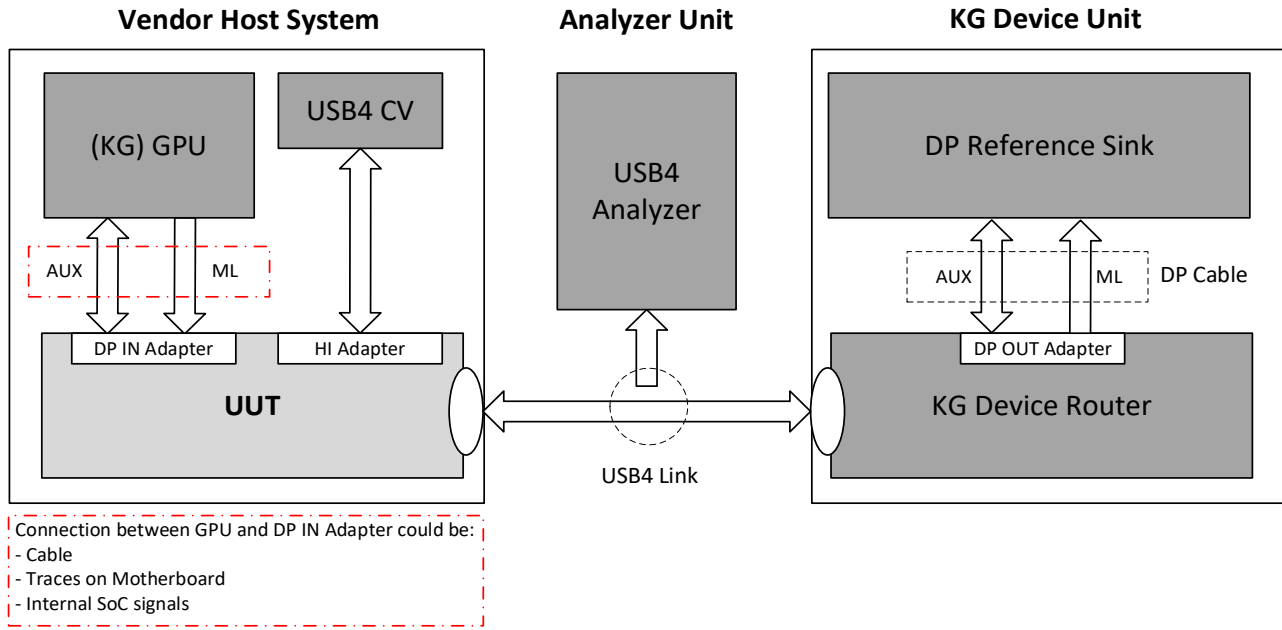 Vendor Host System
Analyzer Unit
KG Device Unit
(KG) GPU
USB4 CV
USB4
Analyzer
DP Reference Sink
AUX
ML
AUX
ML
DP Cable
DP IN Adapter
HI Adapter
DP OUT Adapter
UUT
KG Device Router
USB4 Link
Connection between GPU and DP IN Adapter could be:
- Cable
- Traces on Motherboard
- Internal SoC signals